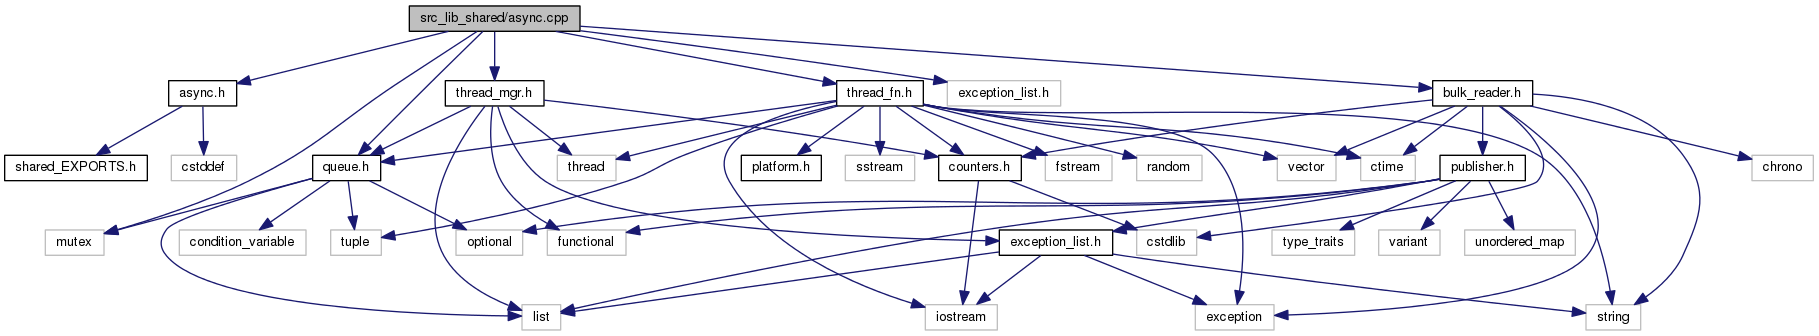 src_lib_shared/async.cpp
async.h
thread_mgr.h
thread_fn.h
exception_list.h
bulk_reader.h
shared_EXPORTS.h
cstddef
queue.h
thread
platform.h
sstream
counters.h
fstream
random
vector
ctime
publisher.h
chrono
mutex
condition_variable
tuple
optional
functional
exception_list.h
cstdlib
type_traits
variant
unordered_map
list
iostream
exception
string